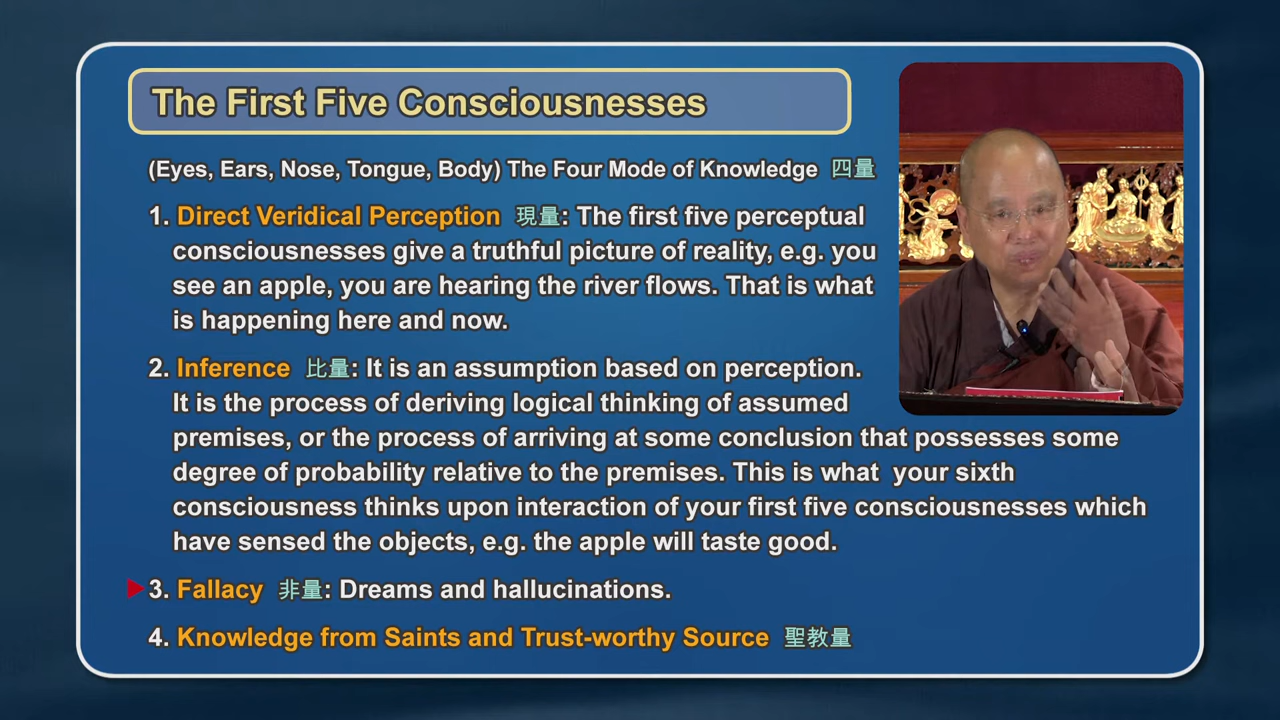 The First Five Consciousnesses
(Eyes, Ears, Nose, Tongue, Body) The Four Mode of Knowledge 四量
1. Direct Veridical Perception 現量: The first five perceptual
consciousnesses give a truthful picture of reality, e.g. you
see an apple, you are hearing the river flows. That is what
is happening here and now.
2. Inference 比量: It is an assumption based on perception.
It is the process of deriving logical thinking of assumed
premises, or the process of arriving at some conclusion that possesses some
degree of probability relative to the premises. This is what your sixth
consciousness thinks upon interaction of your first five consciousnesses which
have sensed the objects, e.g. the apple will taste good.
3. Fallacy 非量: Dreams and hallucinations.
4. Knowledge from Saints and Trust-worthy Source 聖教量